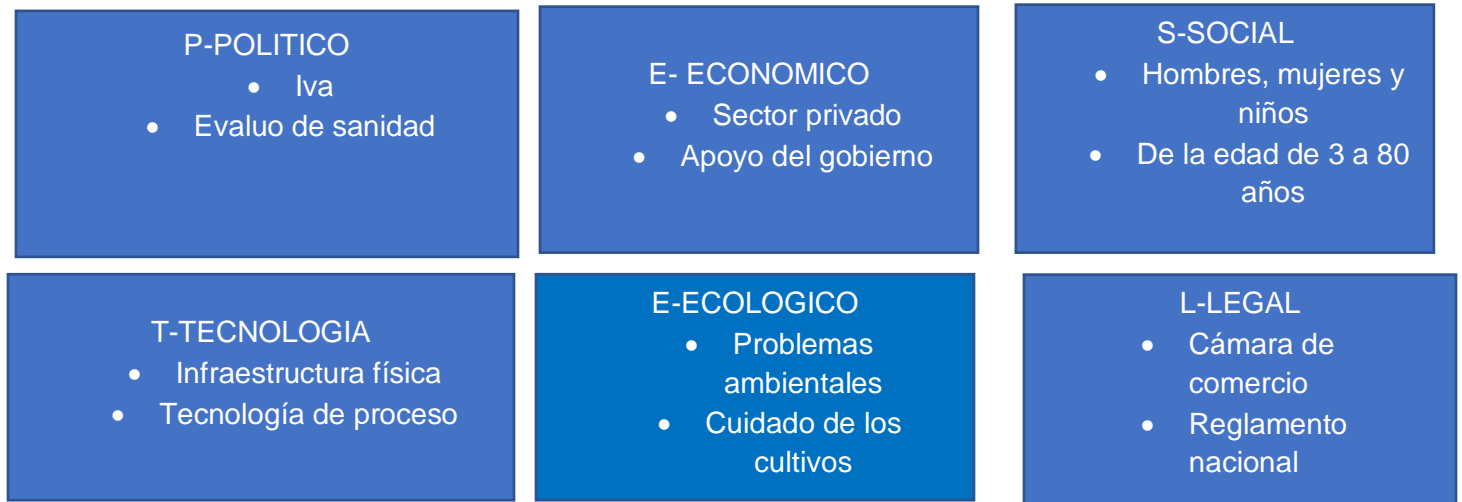 P-POLITICO
• Iva
• Evaluo de sanidad
E- ECONOMICO
• Sector privado
• Apoyo del gobierno
S-SOCIAL
• Hombres, mujeres y
niños
• De la edad de 3 a 80
años
T-TECNOLOGIA
• Infraestructura física
• Tecnología de proceso
E-ECOLOGICO
• Problemas
ambientales
• Cuidado de los
cultivos
L-LEGAL
• Cámara de
comercio
• Reglamento
nacional